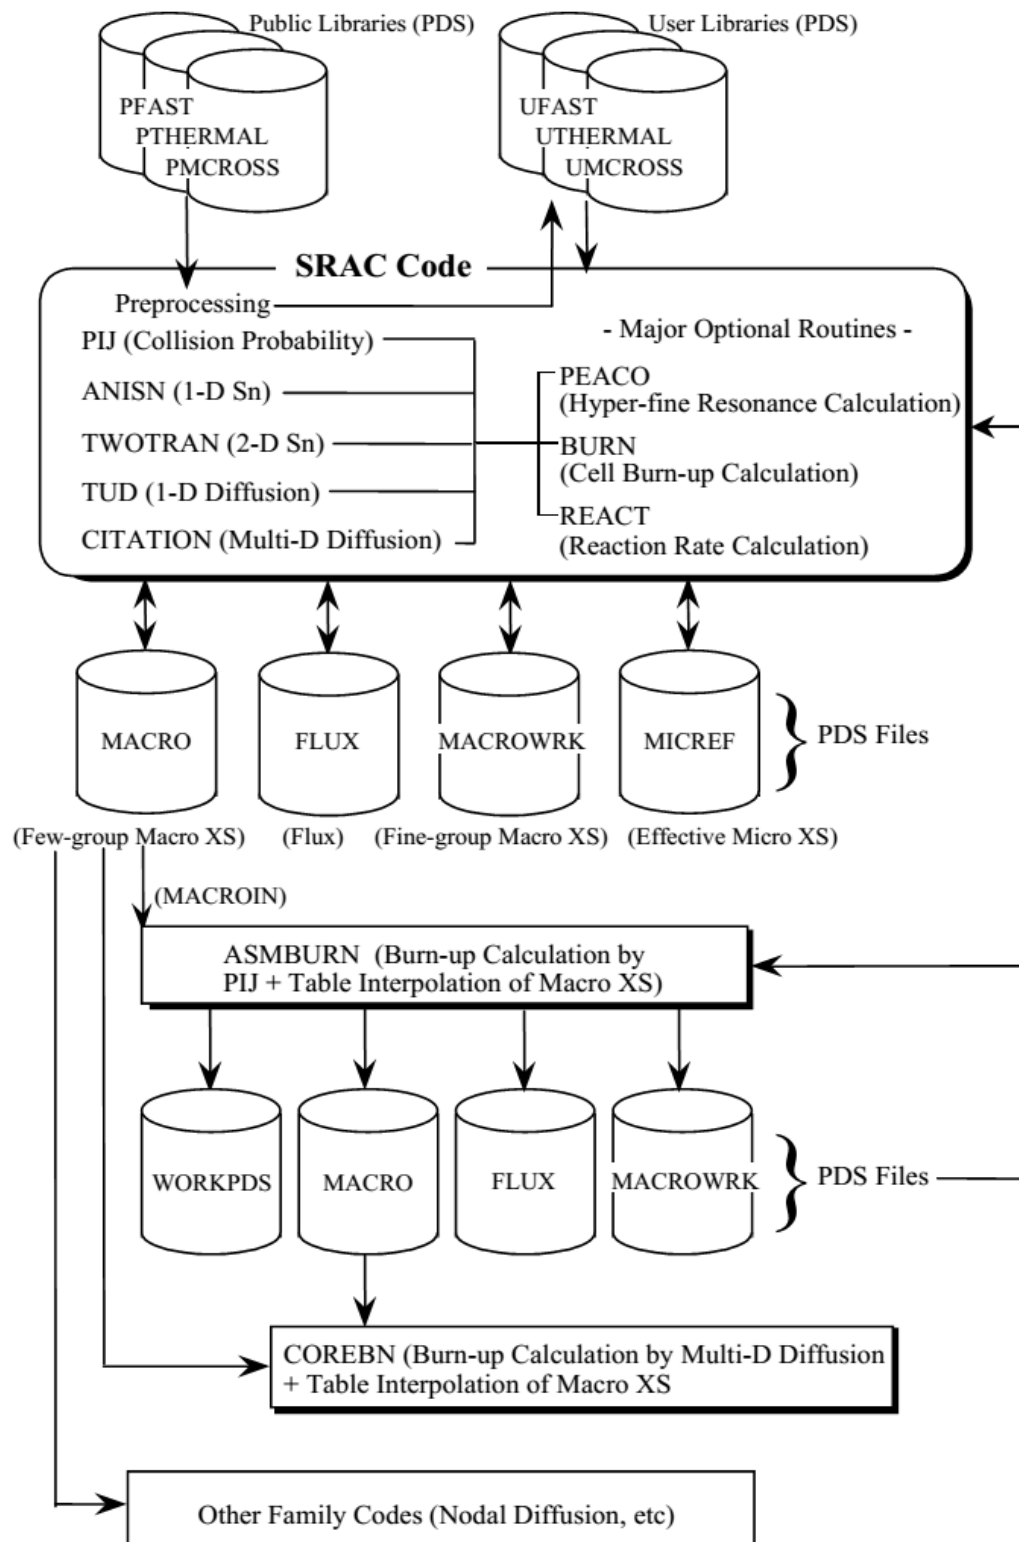 Public Libraries (PDS)
User Libraries (PDS)
PFAST
PTHERMAL
PMCROSS
UFAST
UTHERMAL
UMCROSS
SRAC Code
Preprocessing
PIJ (Collision Probability)
ANISN (1-D Sn)
TWOTRAN (2-D Sn)
TUD (1-D Diffusion)
CITATION (Multi-D Diffusion)
- Major Optional Routines -
PEACO
(Hyper-fine Resonance Calculation)
BURN
(Cell Burn-up Calculation)
REACT
(Reaction Rate Calculation)
MACRO
FLUX
MACROWRK
MICREF
} PDS Files
(Few-group Macro XS)
(Flux)
(Fine-group Macro XS)
(Effective Micro XS)
(MACROIN)
ASMBURN (Burn-up Calculation by
PIJ + Table Interpolation of Macro XS)
WORKPDS
MACRO
FLUX
MACROWRK
} PDS Files
COREBN (Burn-up Calculation by Multi-D Diffusion
+ Table Interpolation of Macro XS
Other Family Codes (Nodal Diffusion, etc)